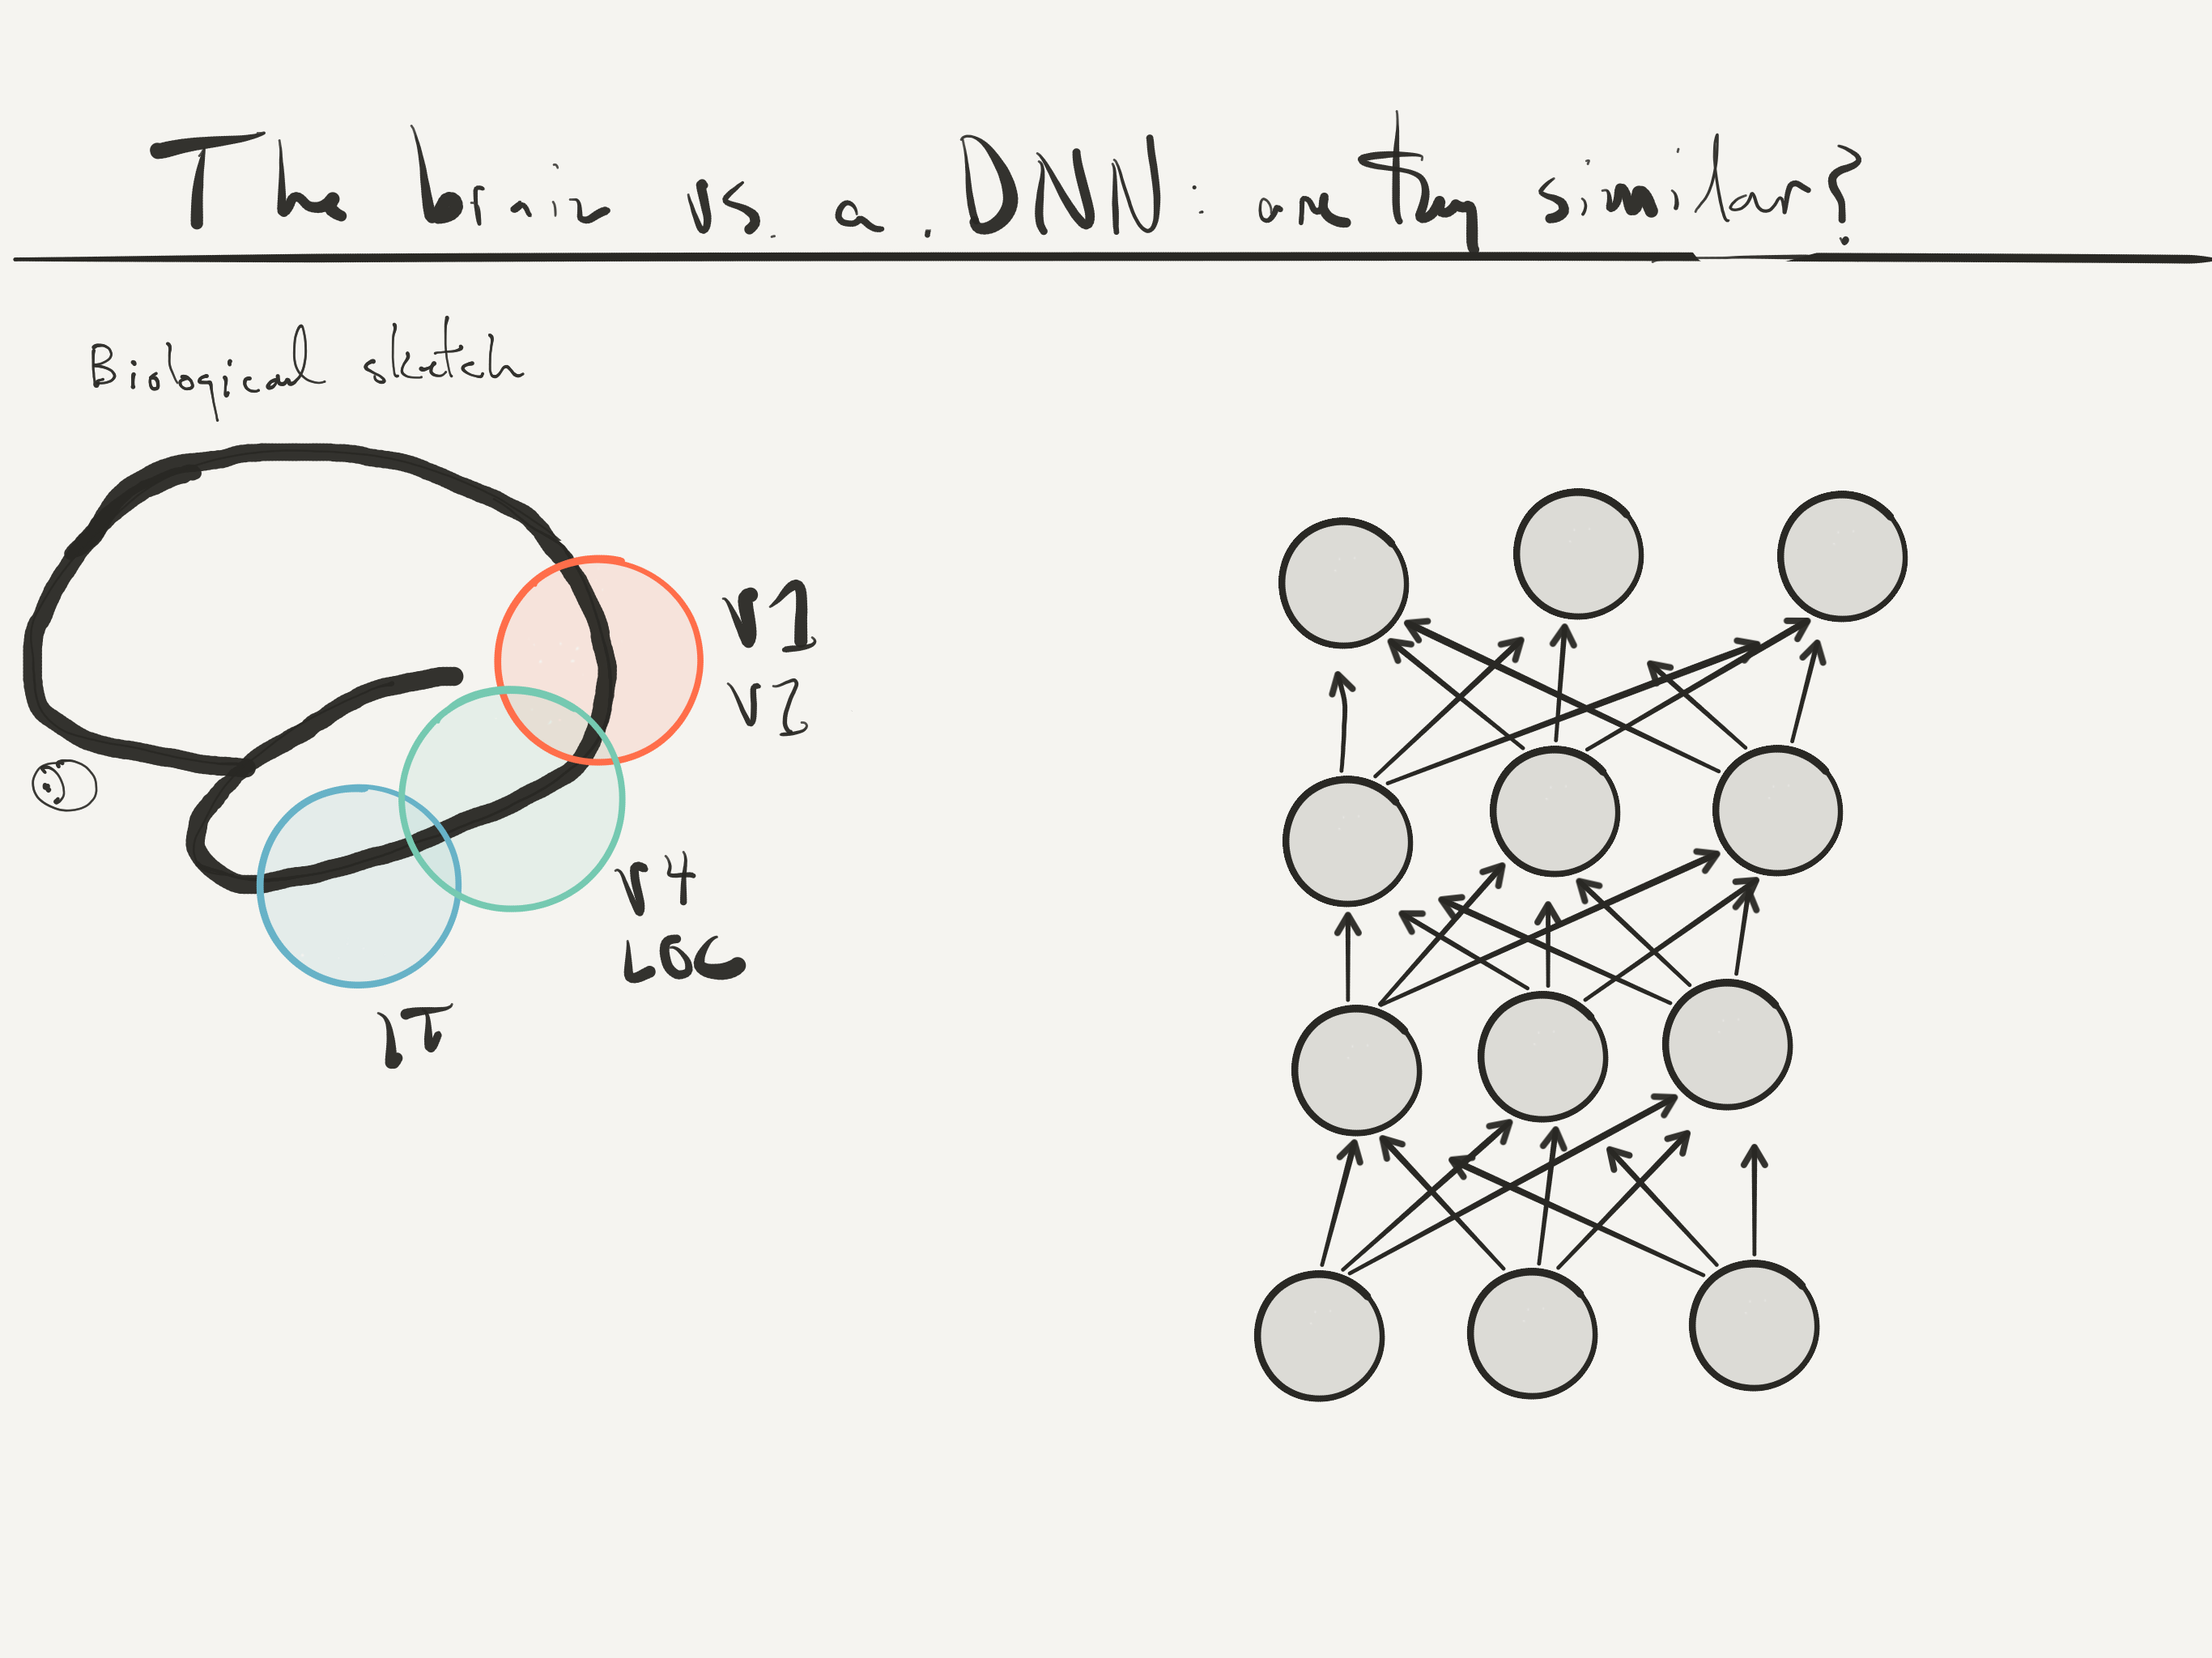 The brain vs. a DNN: are they similar?
Biological sketch
V1
V2
V4
LOC
IT